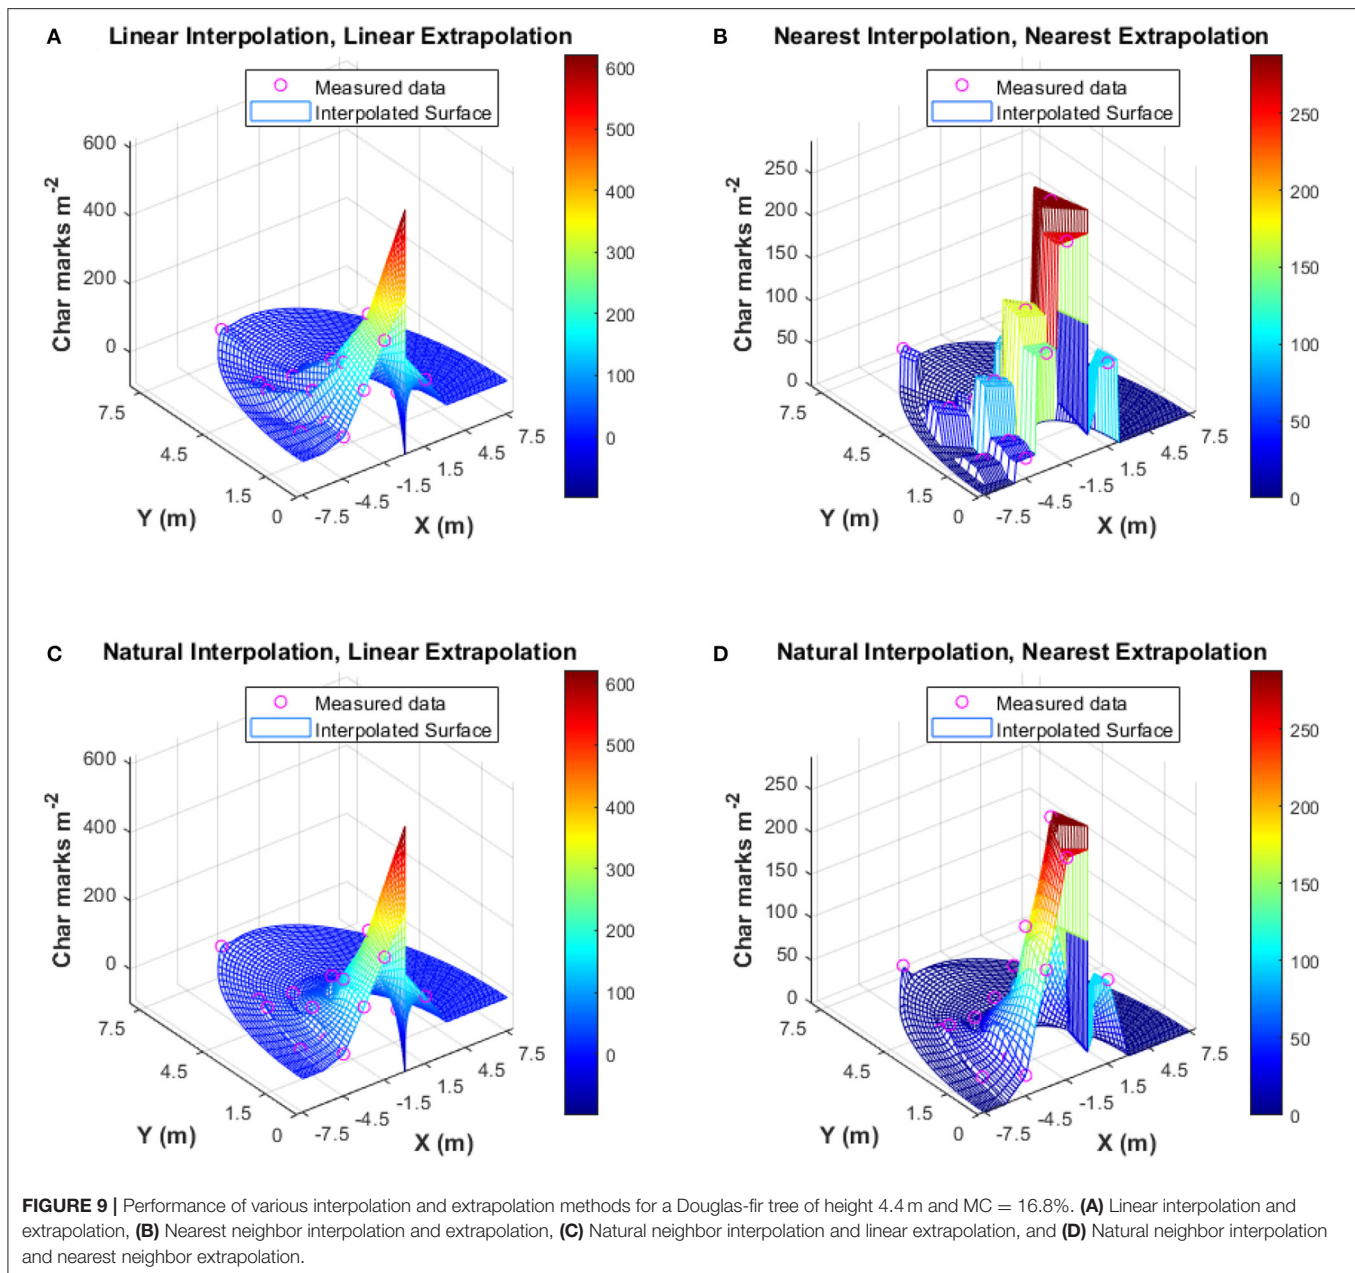 A
Linear Interpolation, Linear Extrapolation
Measured data
Interpolated Surface
600
400
200
0
Char marks m-2
7.5
4.5
1.5
0
Y (m)
-7.5
-4.5
-1.5
1.5
4.5
7.5
X (m)
600
500
400
300
200
100
0
B
Nearest Interpolation, Nearest Extrapolation
Measured data
Interpolated Surface
250
200
150
100
50
0
Char marks m-2
7.5
4.5
1.5
0
Y (m)
-7.5
-4.5
-1.5
1.5
4.5
7.5
X (m)
250
200
150
100
50
0
C
Natural Interpolation, Linear Extrapolation
Measured data
Interpolated Surface
600
400
200
0
Char marks m-2
7.5
4.5
1.5
0
Y (m)
-7.5
-4.5
-1.5
1.5
4.5
7.5
X (m)
600
500
400
300
200
100
0
D
Natural Interpolation, Nearest Extrapolation
Measured data
Interpolated Surface
250
200
150
100
50
0
Char marks m-2
7.5
4.5
1.5
0
Y (m)
-7.5
-4.5
-1.5
1.5
4.5
7.5
X (m)
250
200
150
100
50
0
FIGURE 9 | Performance of various interpolation and extrapolation methods for a Douglas-fir tree of height 4.4 m and MC = 16.8%. (A) Linear interpolation and
extrapolation, (B) Nearest neighbor interpolation and extrapolation, (C) Natural neighbor interpolation and linear extrapolation, and (D) Natural neighbor interpolation
and nearest neighbor extrapolation.